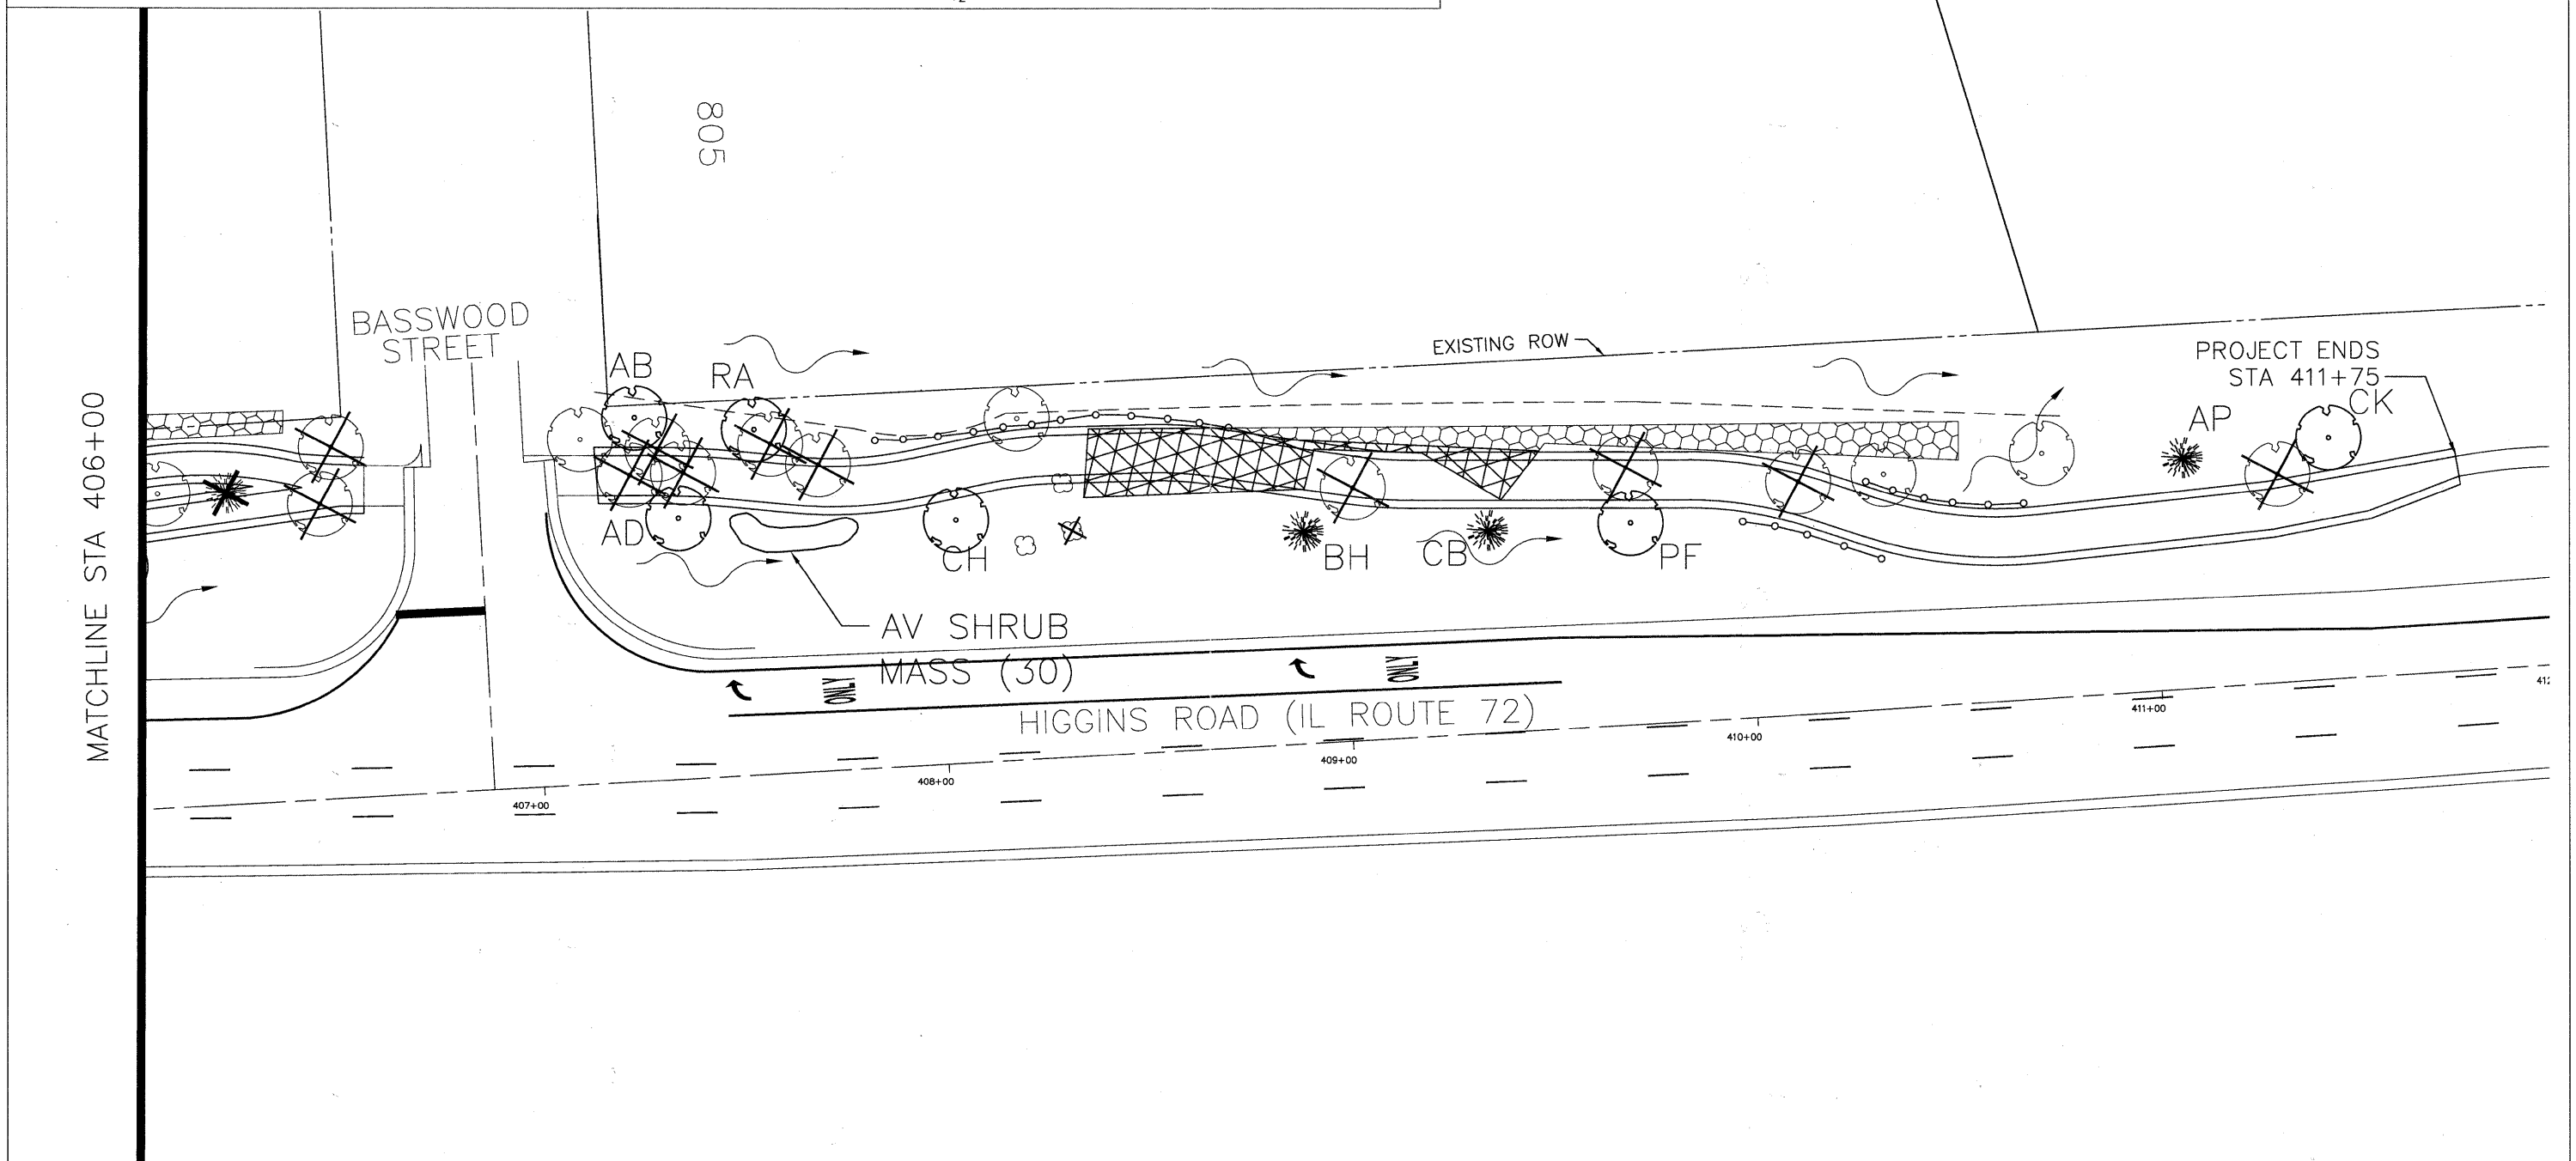 805
BASSWOOD
STREET
MATCHLINE STA 406+00
AB
RA
EXISTING ROW
PROJECT ENDS
STA 411+75
CK
AP
AD
CH
BH
CB
PF
AV SHRUB
MASS (30)
ONLY
ONLY
HIGGINS ROAD (IL ROUTE 72)
407+00
408+00
409+00
410+00
411+00